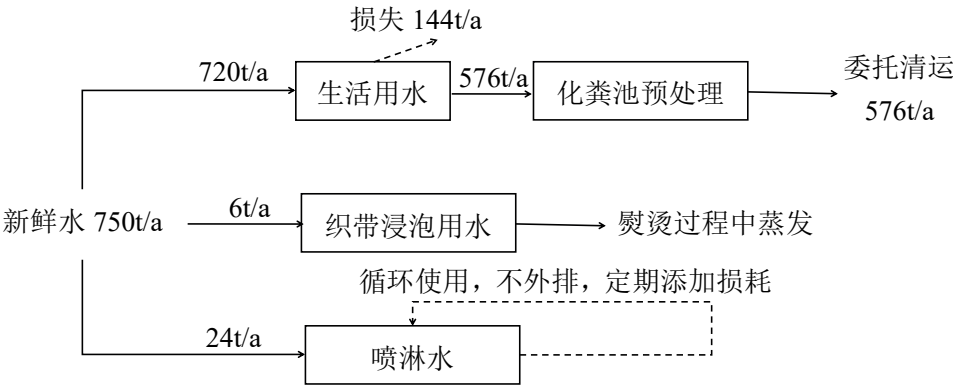 损失 144t/a
720t/a
生活用水
576t/a
化粪池预处理
委托清运
576t/a
新鲜水 750t/a
6t/a
织带浸泡用水
熨烫过程中蒸发
循环使用，不外排，定期添加损耗
24t/a
喷淋水